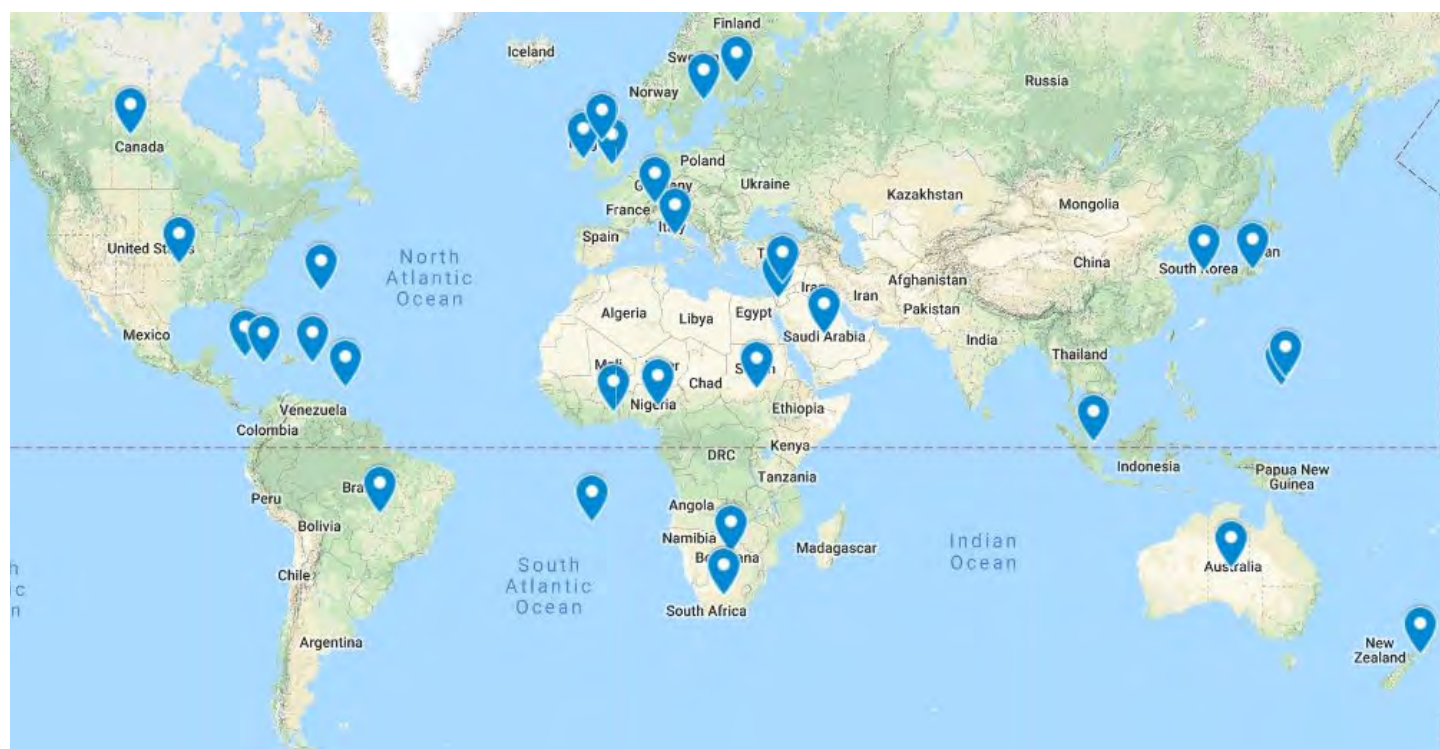 Finland
Iceland
Norway
Russia
Canada
Poland
Ukraine
Kazakhstan
Mongolia
France
Spain
United States
North
Atlantic
Ocean
South Korea
China
Afghanistan
Iran
Pakistan
Algeria
Libya
Egypt
Saudi Arabia
India
Mexico
Thailand
Chad
Nigeria
Ethiopia
Venezuela
Colombia
DRC
Kenya
Tanzania
Indonesia
Papua New
Guinea
Peru
Bolivia
Angola
Namibia
Madagascar
Indian
Ocean
South
Atlantic
Ocean
Chile
Australia
South Africa
Argentina
New
Zealand